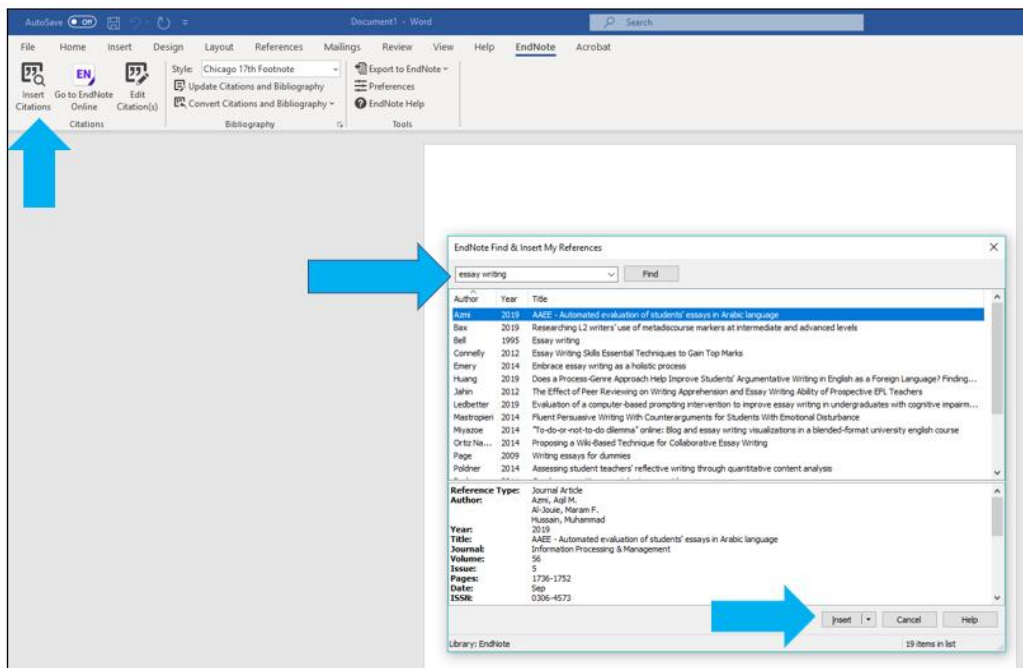 AutoSave Off
Document1 - Word
Search
File Home Insert Design Layout References Mailings Review View Help EndNote Acrobat
Insert Citations
Go to EndNote Online
Edit Citation(s)
Citations
Style: Chicago 17th Footnote
Update Citations and Bibliography
Convert Citations and Bibliography
Bibliography
Export to EndNote
Preferences
EndNote Help
Tools
EndNote Find & Insert My References
essay writing Find
Author Year Title
Azmi 2019 AAEE - Automated evaluation of students' essays in Arabic language
Bax 2019 Researching L2 writers' use of metadiscourse markers at intermediate and advanced levels
Bell 1995 Essay writing
Connelly 2012 Essay Writing Skills Essential Techniques to Gain Top Marks
Emery 2014 Embrace essay writing as a holistic process
Huang 2019 Does a Process-Genre Approach Help Improve Students' Argumentative Writing in English as a Foreign Language? Finding...
Jahin 2012 The Effect of Peer Reviewing on Writing Apprehension and Essay Writing Ability of Prospective EFL Teachers
Ledbetter 2019 Evaluation of a computer-based prompting intervention to improve essay writing in undergraduates with cognitive impairm...
Mastropieri 2014 Fluent Persuasive Writing With Counterarguments for Students With Emotional Disturbance
Miyazoe 2014 "To-do-or-not-to-do dilemma" online: Blog and essay writing visualizations in a blended-format university english course
Ortiz Na... 2014 Proposing a Wiki-Based Technique for Collaborative Essay Writing
Page 2009 Writing essays for dummies
Poldner 2014 Assessing student teachers' reflective writing through quantitative content analysis
Reference Type: Journal Article
Author: Azmi, Aqil M.
Al-Jouie, Maram F.
Hussain, Muhammad
Year: 2019
Title: AAEE - Automated evaluation of students' essays in Arabic language
Journal: Information Processing & Management
Volume: 56
Issue: 5
Pages: 1736-1752
Date: Sep
ISSN: 0306-4573
Insert Cancel Help
Library: EndNote 19 items in list